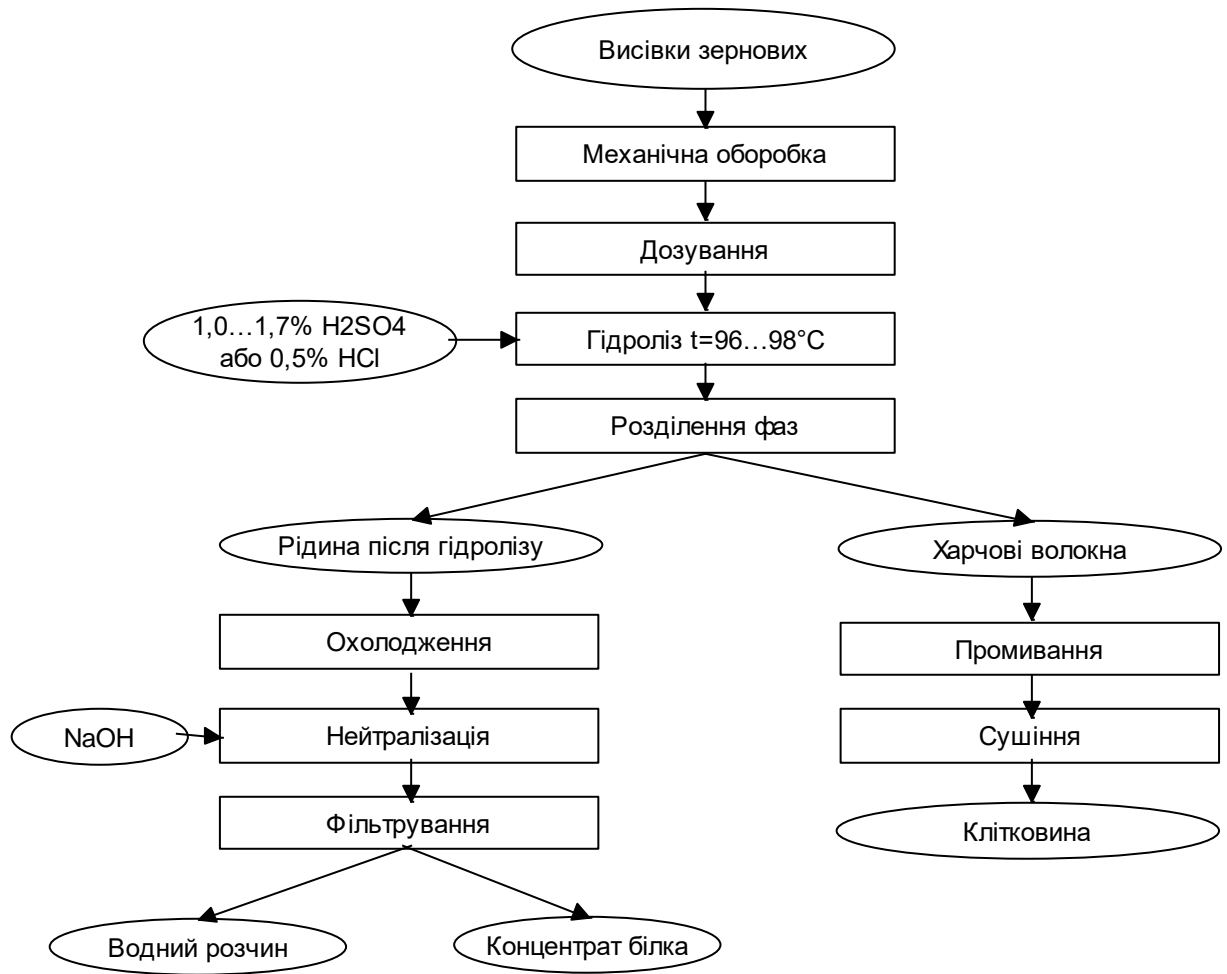 Висівки зернових
Механічна оборобка
Дозування
1,0…1,7% H2SO4
або 0,5% HCl
Гідроліз t=96…98°C
Розділення фаз
Рідина після гідролізу
Харчові волокна
Охолодження
Промивання
NaOH
Нейтралізація
Сушіння
Фільтрування
Клітковина
Водний розчин
Концентрат білка